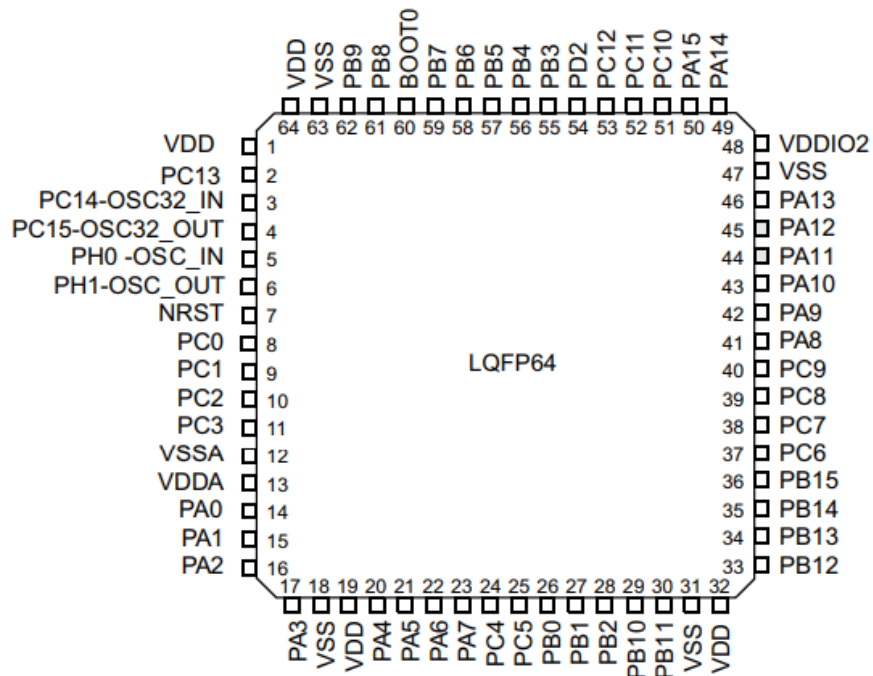 VDD
VSS
PB9
PB8
BOOT0
PB7
PB6
PB5
PB4
PB3
PD2
PC12
PC11
PC10
PA15
PA14
64 63 62 61 60 59 58 57 56 55 54 53 52 51 50 49
VDD 1
PC13 2
PC14-OSC32_IN 3
PC15-OSC32_OUT 4
PH0 -OSC_IN 5
PH1-OSC_OUT 6
NRST 7
PC0 8
PC1 9
PC2 10
PC3 11
VSSA 12
VDDA 13
PA0 14
PA1 15
PA2 16
LQFP64
48 VDDIO2
47 VSS
46 PA13
45 PA12
44 PA11
43 PA10
42 PA9
41 PA8
40 PC9
39 PC8
38 PC7
37 PC6
36 PB15
35 PB14
34 PB13
33 PB12
17 18 19 20 21 22 23 24 25 26 27 28 29 30 31 32
PA3
VSS
VDD
PA4
PA5
PA6
PA7
PC4
PC5
PB0
PB1
PB2
PB10
PB11
VSS
VDD